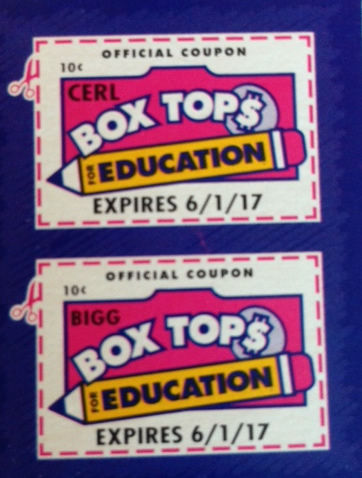 OFFICIAL COUPON
10¢
CERL
BOX TOP$
FOR EDUCATION
EXPIRES 6/1/17
OFFICIAL COUPON
10¢
BIGG
BOX TOP$
FOR EDUCATION
EXPIRES 6/1/17